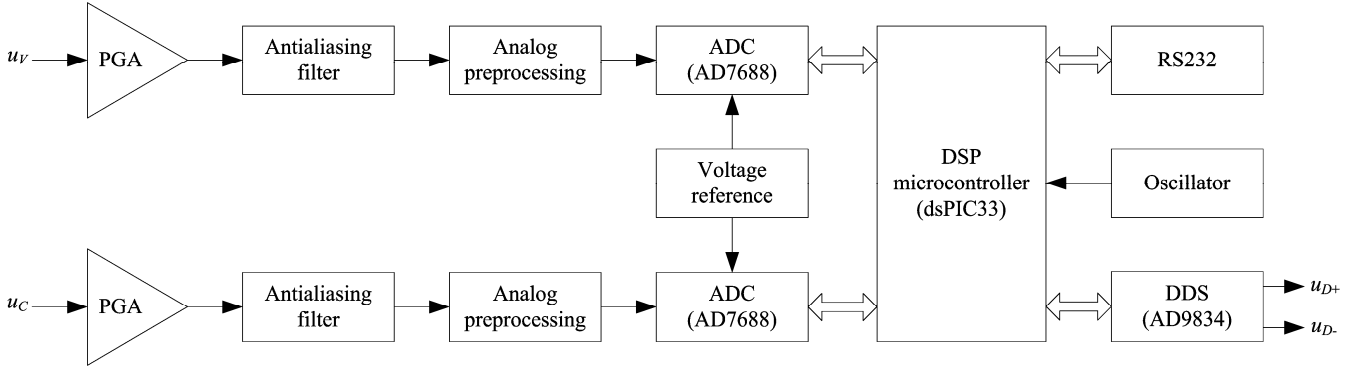 u_V
PGA
Antialiasing
filter
Analog
preprocessing
ADC
(AD7688)
RS232
Voltage
reference
DSP
microcontroller
(dsPIC33)
Oscillator
u_C
PGA
Antialiasing
filter
Analog
preprocessing
ADC
(AD7688)
DDS
(AD9834)
u_D+
u_D-